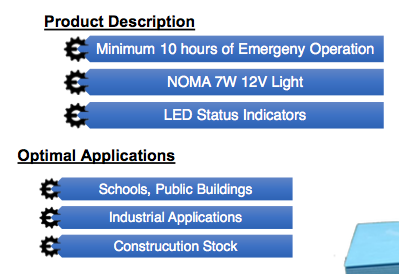 Product Description
Minimum 10 hours of Emergeny Operation
NOMA 7W 12V Light
LED Status Indicators
Optimal Applications
Schools, Public Buildings
Industrial Applications
Construcution Stock